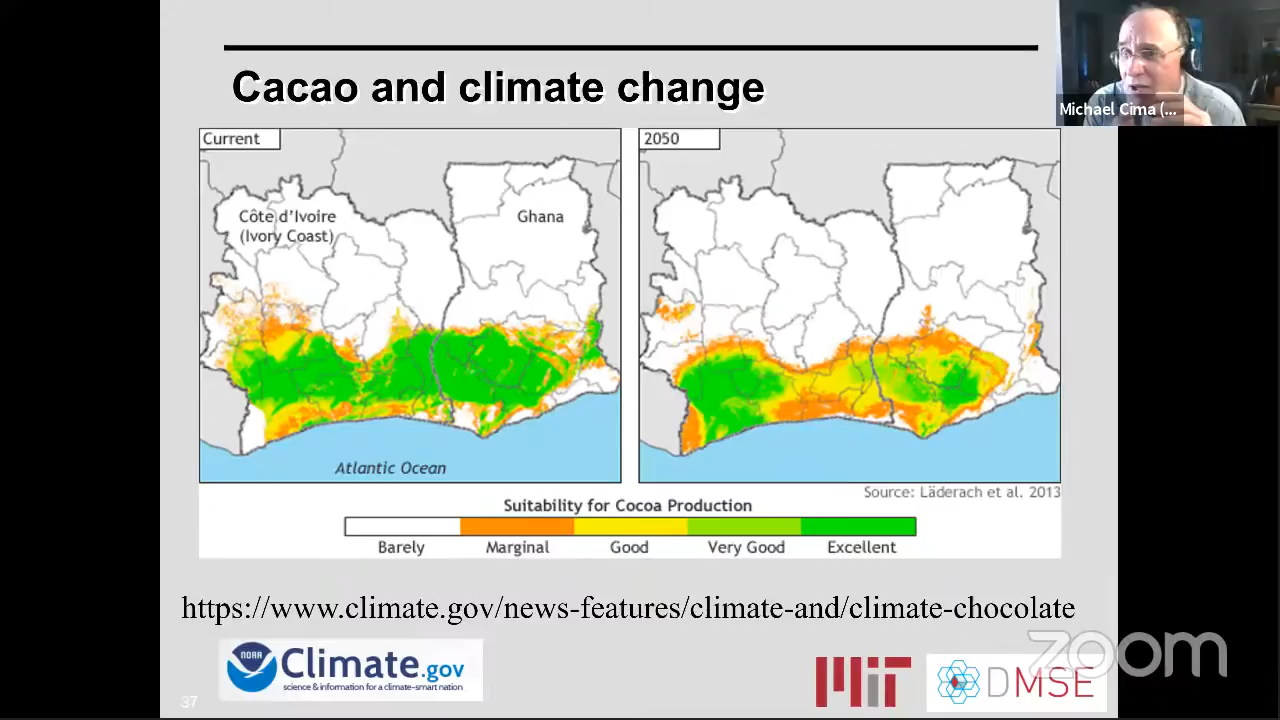 Cacao and climate change
Michael Cima (...
Current
2050
Côte d'Ivoire
(Ivory Coast)
Ghana
Atlantic Ocean
Source: Läderach et al. 2013
Suitability for Cocoa Production
Barely
Marginal
Good
Very Good
Excellent
https://www.climate.gov/news-features/climate-and/climate-chocolate
zoom
NOAA
Climate.gov
science & information for a climate-smart nation
MIT
DMSE
37